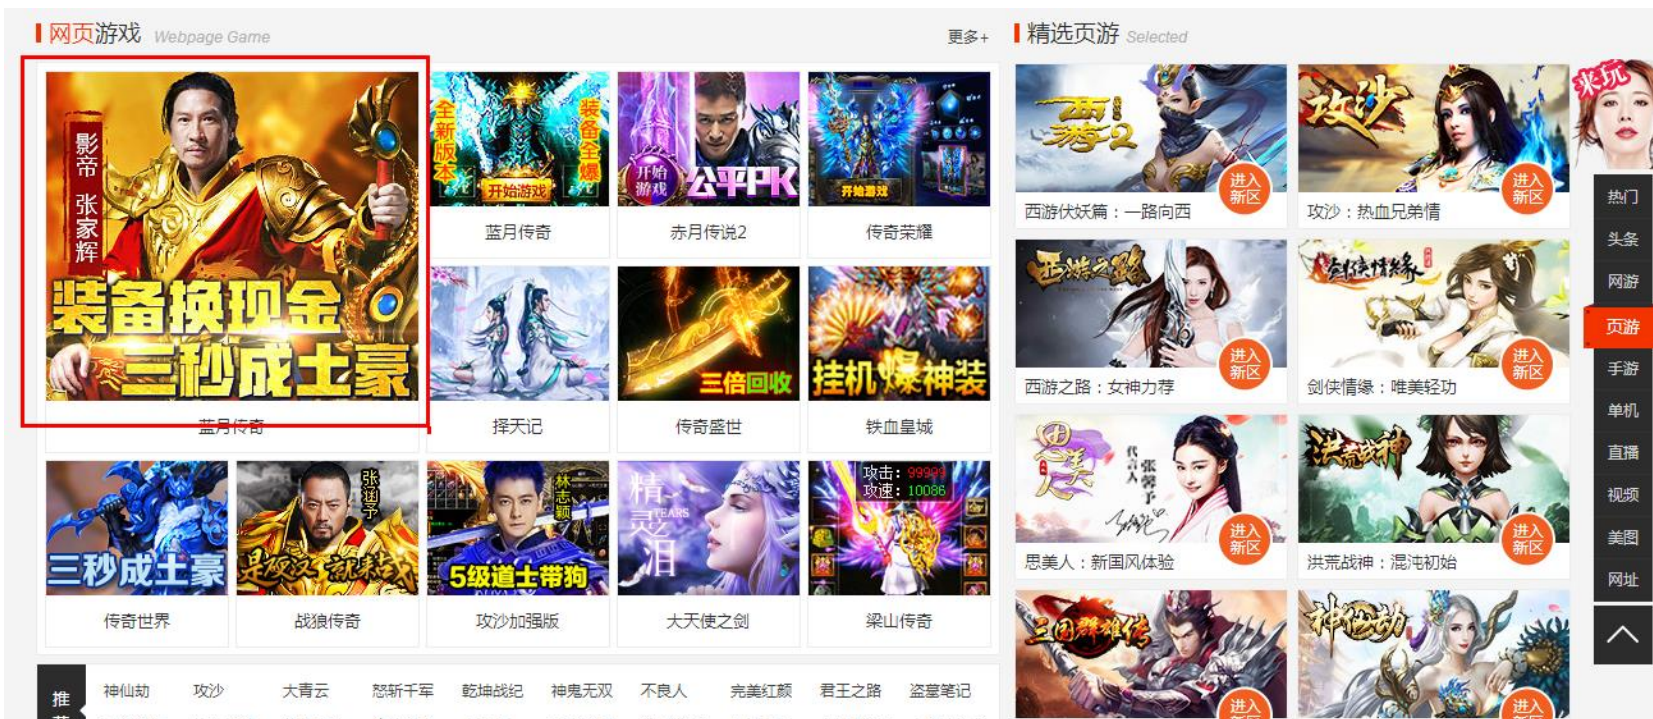 网页游戏 Webpage Game
更多+
影帝 张家辉
装备换现金
三秒成土豪
蓝月传奇
全新版本
装备全爆
开始游戏
蓝月传奇
开始
游戏
公平PK
赤月传说2
开始游戏
传奇荣耀
择天记
三倍回收
传奇盛世
挂机爆神装
铁血皇城
三秒成土豪
传奇世界
张涵予
是硬汉就来战
战狼传奇
林志颖
5级道士带狗
攻沙加强版
精灵之泪
TEARS
大天使之剑
攻击：99999
攻速：10086
梁山传奇
推
神仙劫 攻沙 大青云 怒斩千军 乾坤战纪 神鬼无双 不良人 完美红颜 君王之路 盗墓笔记
精选页游 Selected
西游2
进入
新区
西游伏妖篇：一路向西
攻沙
进入
新区
攻沙：热血兄弟情
西游之路
进入
新区
西游之路：女神力荐
剑侠情缘
进入
新区
剑侠情缘：唯美轻功
思美人
代言人
张馨予
进入
新区
思美人：新国风体验
洪荒战神
进入
新区
洪荒战神：混沌初始
三国群雄传
进入
新区
神仙劫
进入
新区
来玩
热门
头条
网游
页游
手游
单机
直播
视频
美图
网址